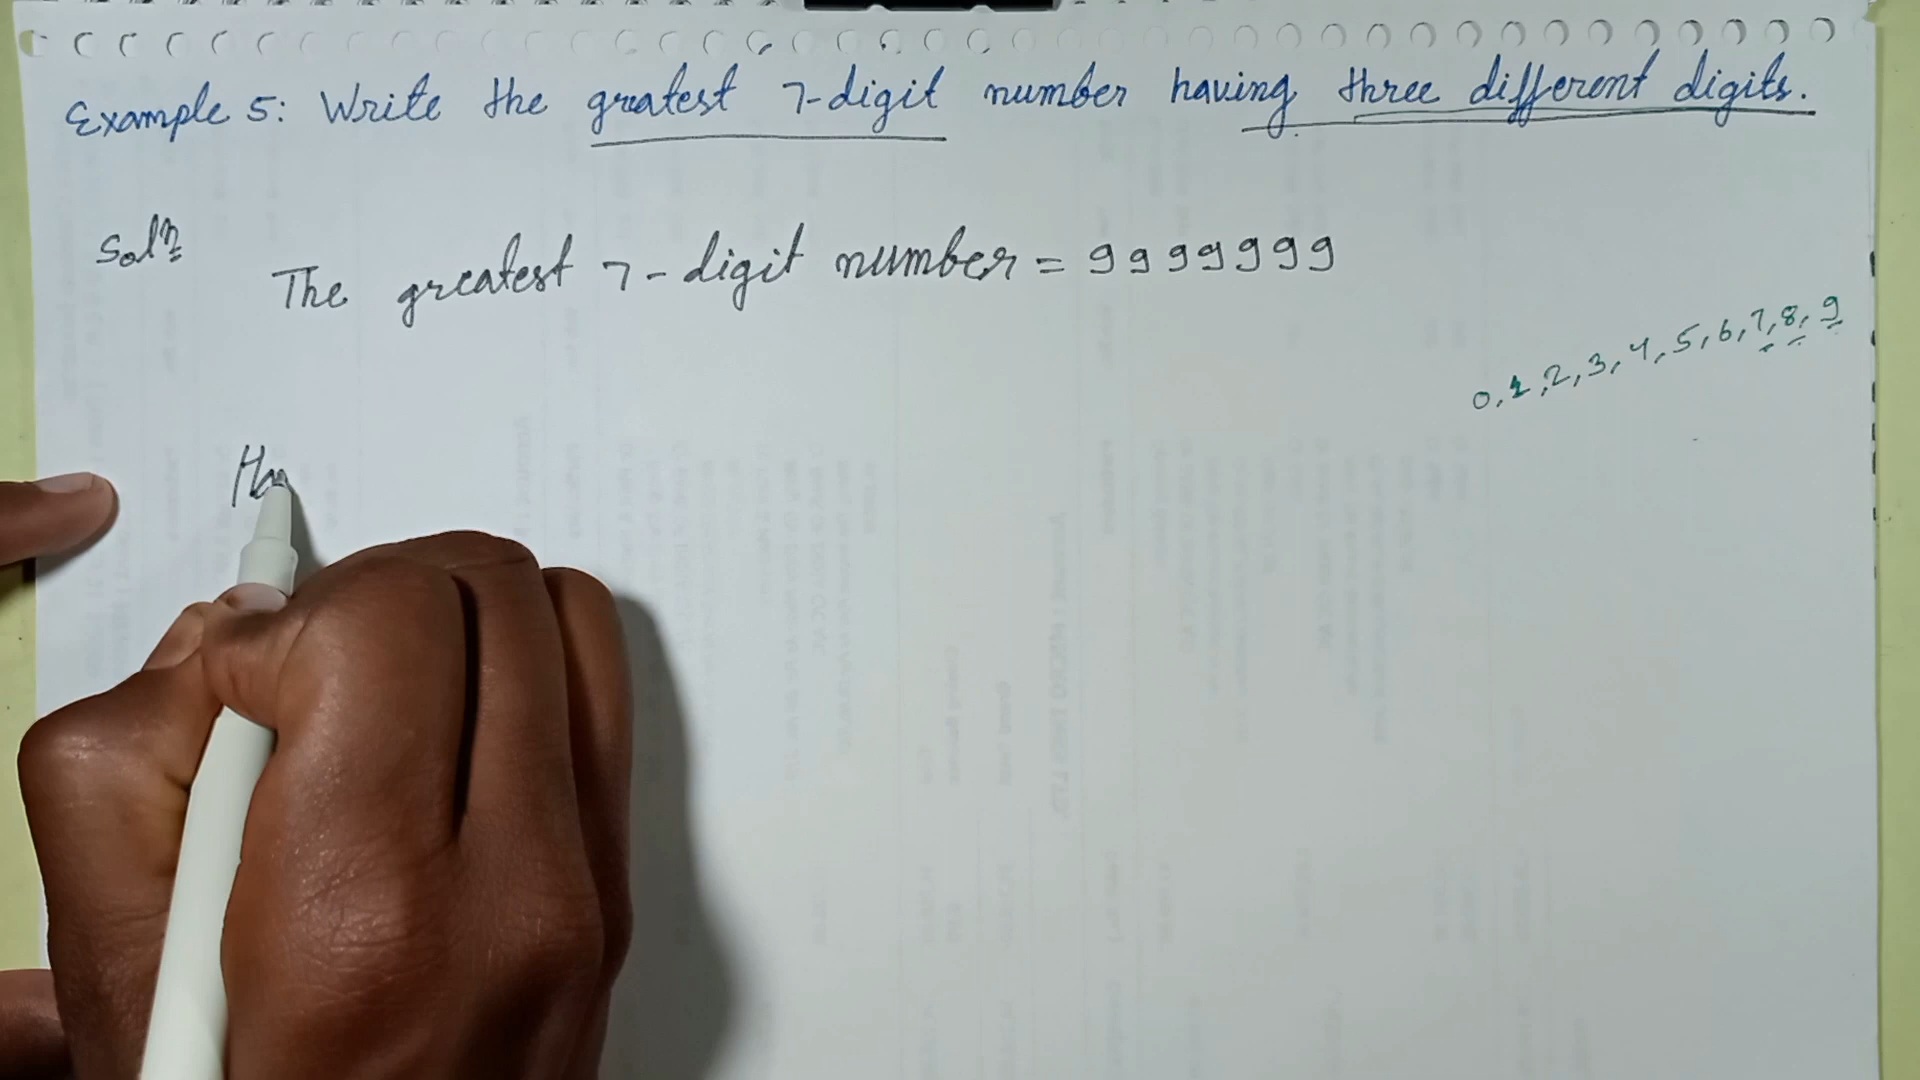 Example 5: Write the greatest 7-digit number having three different digits.
Solⁿ
The greatest 7-digit number = 9999999
0, 1, 2, 3, 4, 5, 6, 7, 8, 9